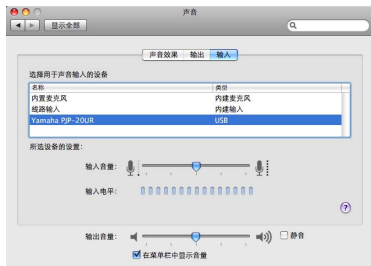 声音
显示全部
声音效果 输出 输入
选择用于声音输入的设备
名称 类型
内置麦克风 内建麦克风
线路输入 内建输入
Yamaha PJP-20UR USB
所选设备的设置:
输入音量:
输入电平:
?
输出音量: 静音
在菜单栏中显示音量